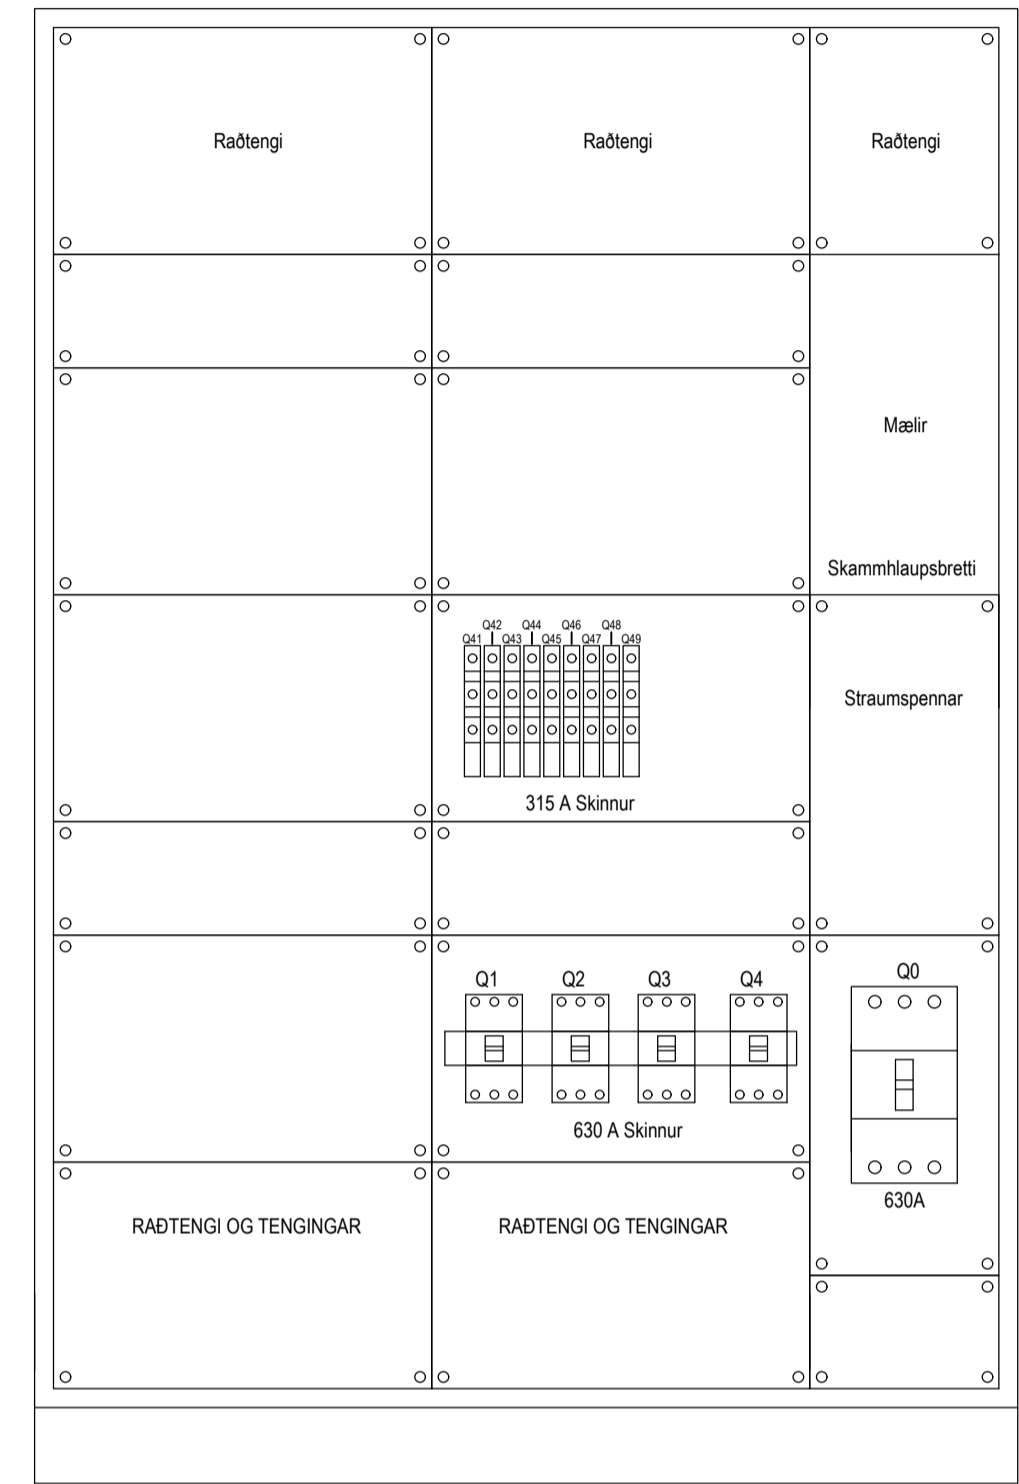 Raðtengi
Raðtengi
Raðtengi
Mælir
Skammhlaupsbretti
Q42 Q44 Q46 Q48
Q41 Q43 Q45 Q47 Q49
315 A Skinnur
Straumspennar
Q1 Q2 Q3 Q4
630 A Skinnur
Q0
630A
RAÐTENGI OG TENGINGAR
RAÐTENGI OG TENGINGAR